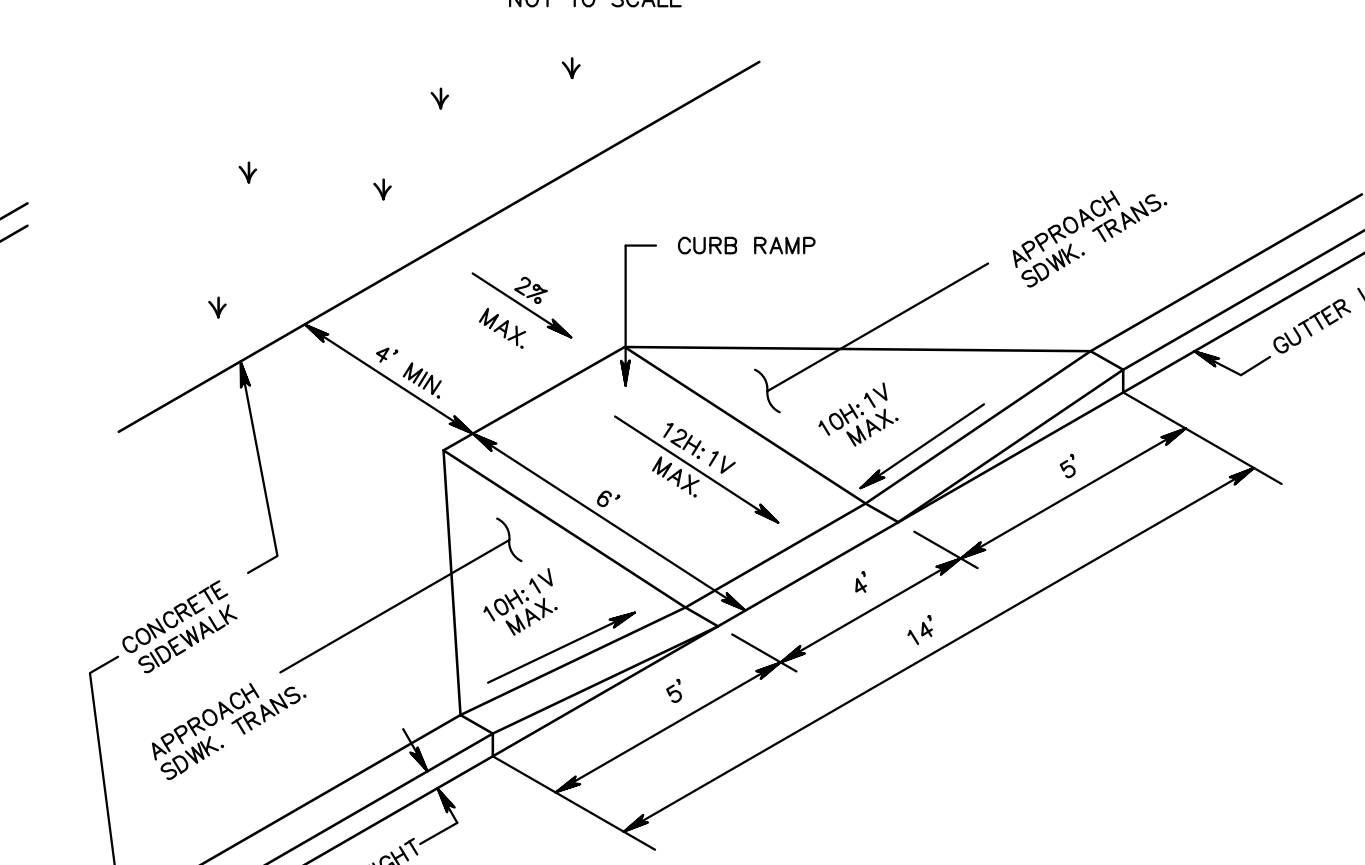 NOT TO SCALE
APPROACH
SDWK. TRANS.
CURB RAMP
2%
MAX.
GUTTER
4' MIN.
10H:1V
MAX.
12H:1V
MAX.
5'
6'
10H:1V
MAX.
4'
CONCRETE
SIDEWALK
14'
5'
APPROACH
SDWK. TRANS.